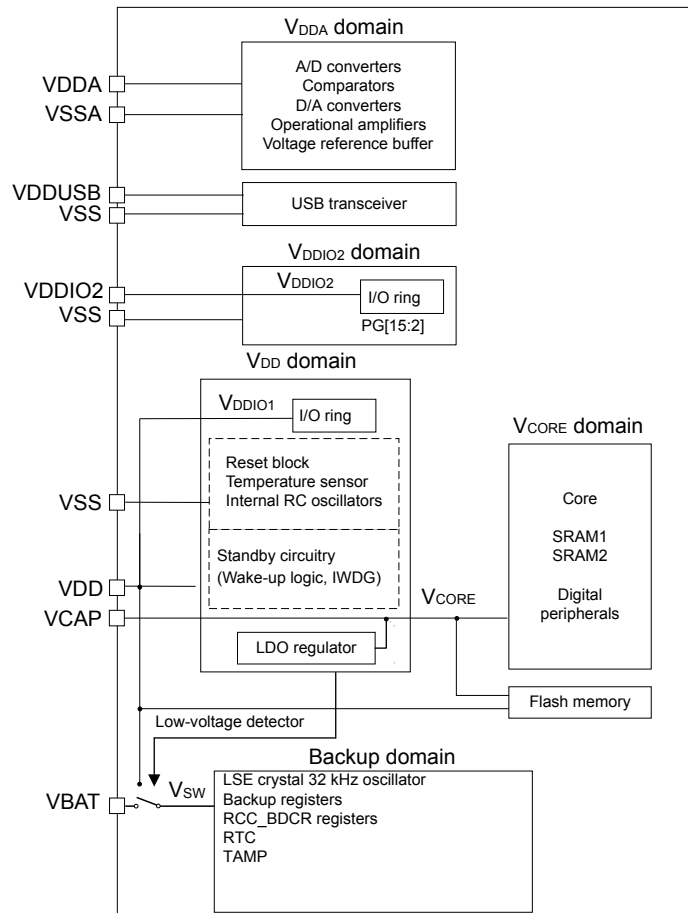 VDDA domain
A/D converters
Comparators
D/A converters
Operational amplifiers
Voltage reference buffer
VDDA
VSSA
VDDUSB
VSS
USB transceiver
VDDIO2 domain
VDDIO2
VDDIO2
VSS
I/O ring
PG[15:2]
VDD domain
VDDIO1
I/O ring
Reset block
Temperature sensor
Internal RC oscillators
VSS
Standby circuitry
(Wake-up logic, IWDG)
VDD
VCAP
VCORE
LDO regulator
VCORE domain
Core
SRAM1
SRAM2
Digital
peripherals
Flash memory
Low-voltage detector
Backup domain
VBAT
VSW
LSE crystal 32 kHz oscillator
Backup registers
RCC_BDCR registers
RTC
TAMP